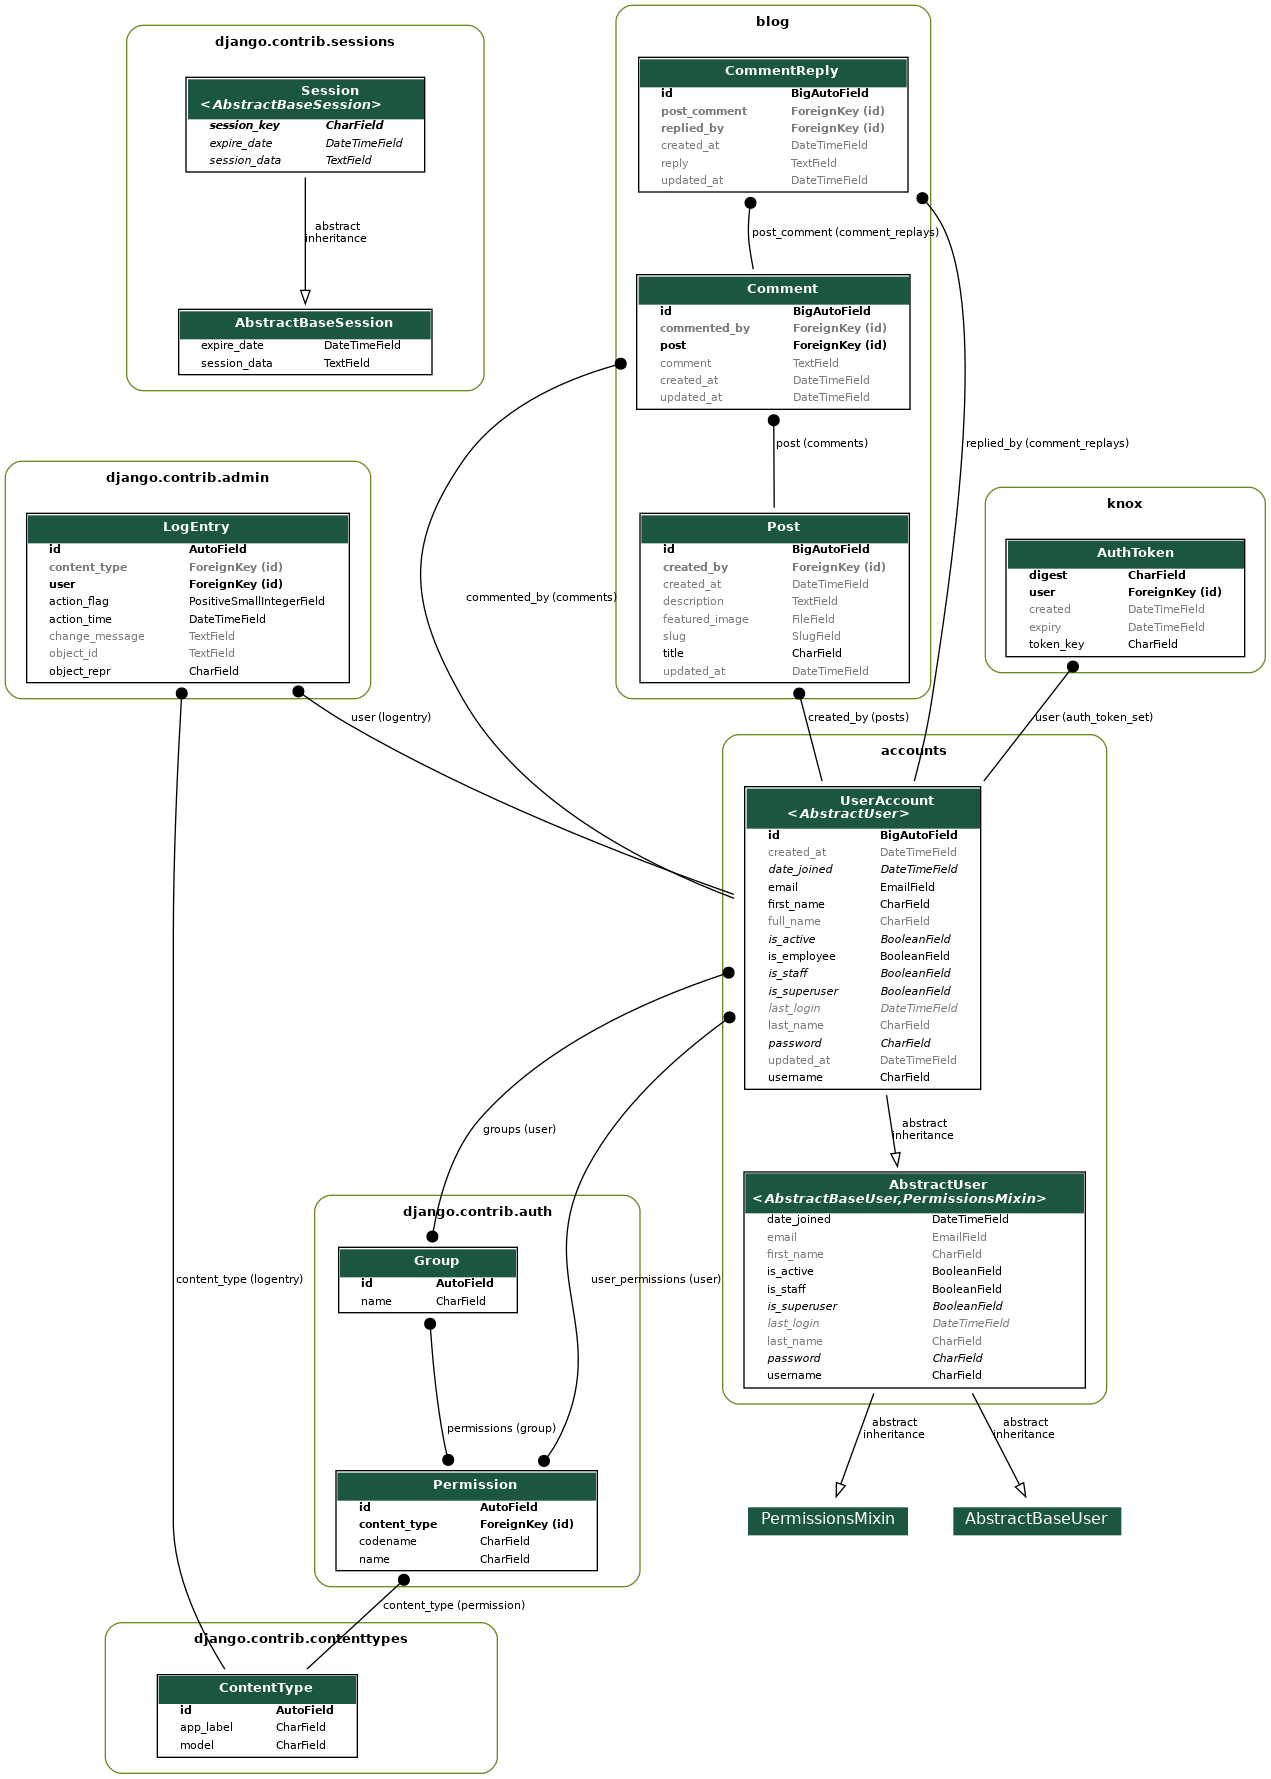 django.contrib.sessions
Session
<AbstractBaseSession>
session_key CharField
expire_date DateTimeField
session_data TextField
abstract
inheritance
AbstractBaseSession
expire_date DateTimeField
session_data TextField
blog
CommentReply
id BigAutoField
post_comment ForeignKey (id)
replied_by ForeignKey (id)
created_at DateTimeField
reply TextField
updated_at DateTimeField
post_comment (comment_replays)
Comment
id BigAutoField
commented_by ForeignKey (id)
post ForeignKey (id)
comment TextField
created_at DateTimeField
updated_at DateTimeField
post (comments)
replied_by (comment_replays)
Post
id BigAutoField
created_by ForeignKey (id)
created_at DateTimeField
description TextField
featured_image FileField
slug SlugField
title CharField
updated_at DateTimeField
commented_by (comments)
django.contrib.admin
LogEntry
id AutoField
content_type ForeignKey (id)
user ForeignKey (id)
action_flag PositiveSmallIntegerField
action_time DateTimeField
change_message TextField
object_id TextField
object_repr CharField
knox
AuthToken
digest CharField
user ForeignKey (id)
created DateTimeField
expiry DateTimeField
token_key CharField
user (logentry)
created_by (posts)
user (auth_token_set)
accounts
UserAccount
<AbstractUser>
id BigAutoField
created_at DateTimeField
date_joined DateTimeField
email EmailField
first_name CharField
full_name CharField
is_active BooleanField
is_employee BooleanField
is_staff BooleanField
is_superuser BooleanField
last_login DateTimeField
last_name CharField
password CharField
updated_at DateTimeField
username CharField
abstract
inheritance
groups (user)
AbstractUser
<AbstractBaseUser,PermissionsMixin>
date_joined DateTimeField
email EmailField
first_name CharField
is_active BooleanField
is_staff BooleanField
is_superuser BooleanField
last_login DateTimeField
last_name CharField
password CharField
username CharField
abstract
inheritance
abstract
inheritance
PermissionsMixin
AbstractBaseUser
django.contrib.auth
Group
id AutoField
name CharField
content_type (logentry)
user_permissions (user)
permissions (group)
Permission
id AutoField
content_type ForeignKey (id)
codename CharField
name CharField
content_type (permission)
django.contrib.contenttypes
ContentType
id AutoField
app_label CharField
model CharField